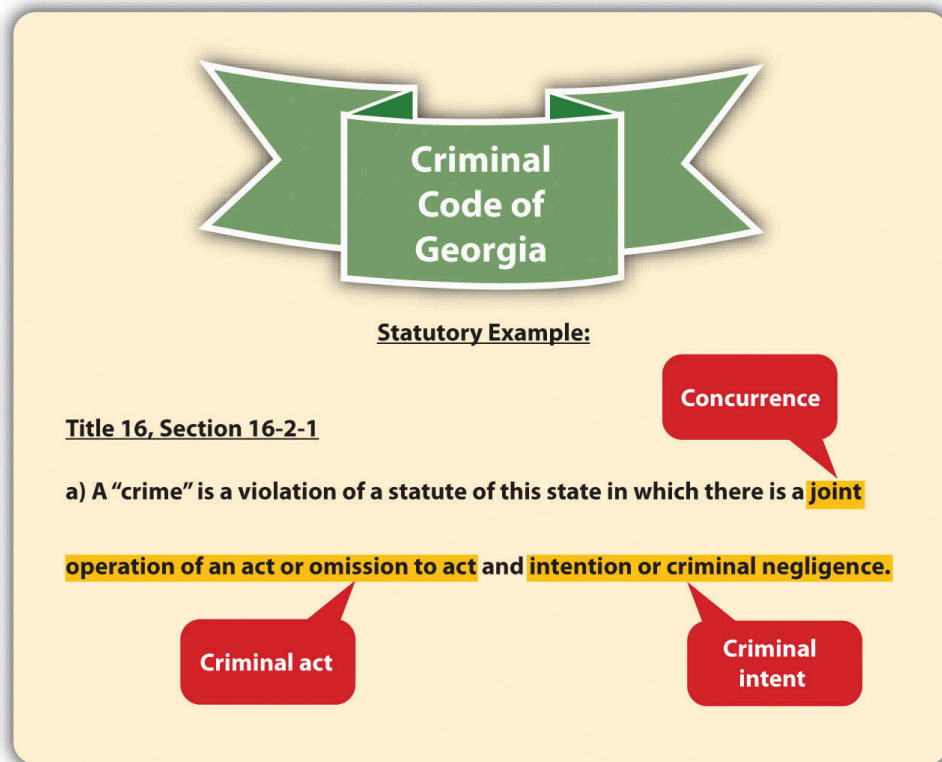 Criminal
Code of
Georgia
Statutory Example:
Concurrence
Title 16, Section 16-2-1
a) A “crime” is a violation of a statute of this state in which there is a joint
operation of an act or omission to act and intention or criminal negligence.
Criminal act
Criminal
intent